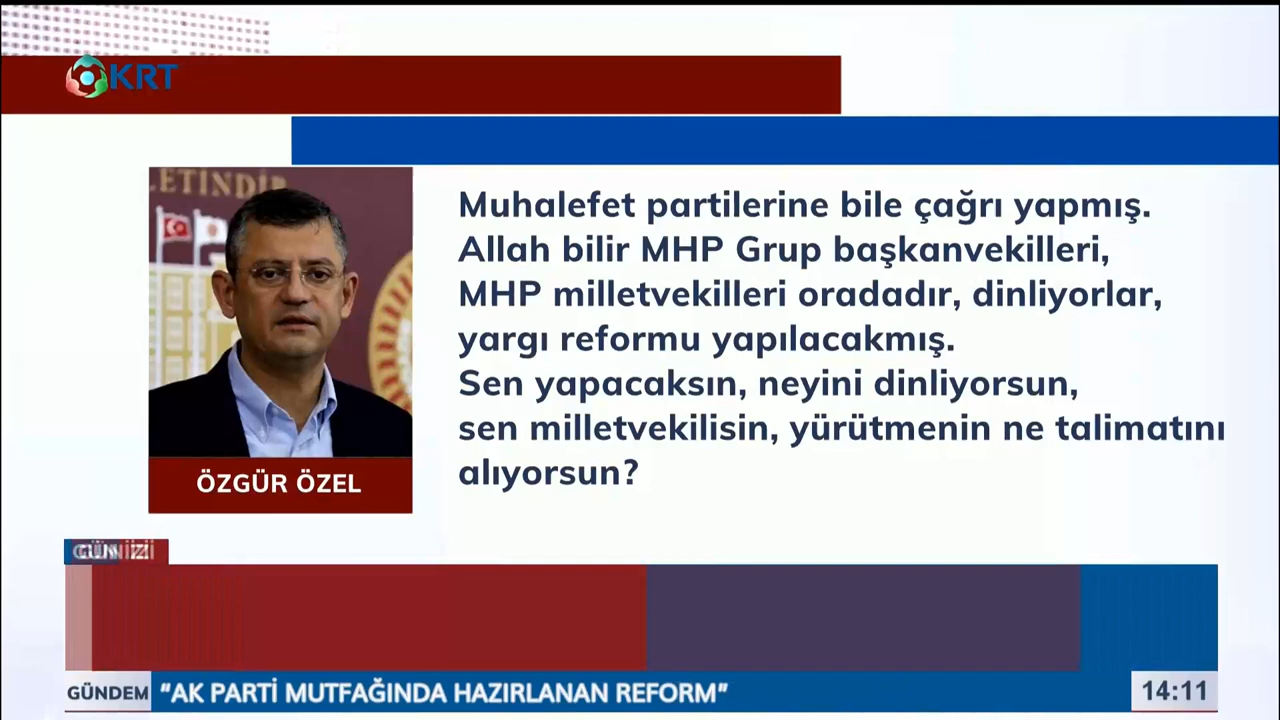 KRT
LETİNDİR
Muhalefet partilerine bile çağrı yapmış.
Allah bilir MHP Grup başkanvekilleri,
MHP milletvekilleri oradadır, dinliyorlar,
yargı reformu yapılacakmış.
Sen yapacaksın, neyini dinliyorsun,
sen milletvekilisin, yürütmenin ne talimatını
alıyorsun?
ÖZGÜR ÖZEL
GÜNDEM "AK PARTİ MUTFAĞINDA HAZIRLANAN REFORM" 14:11